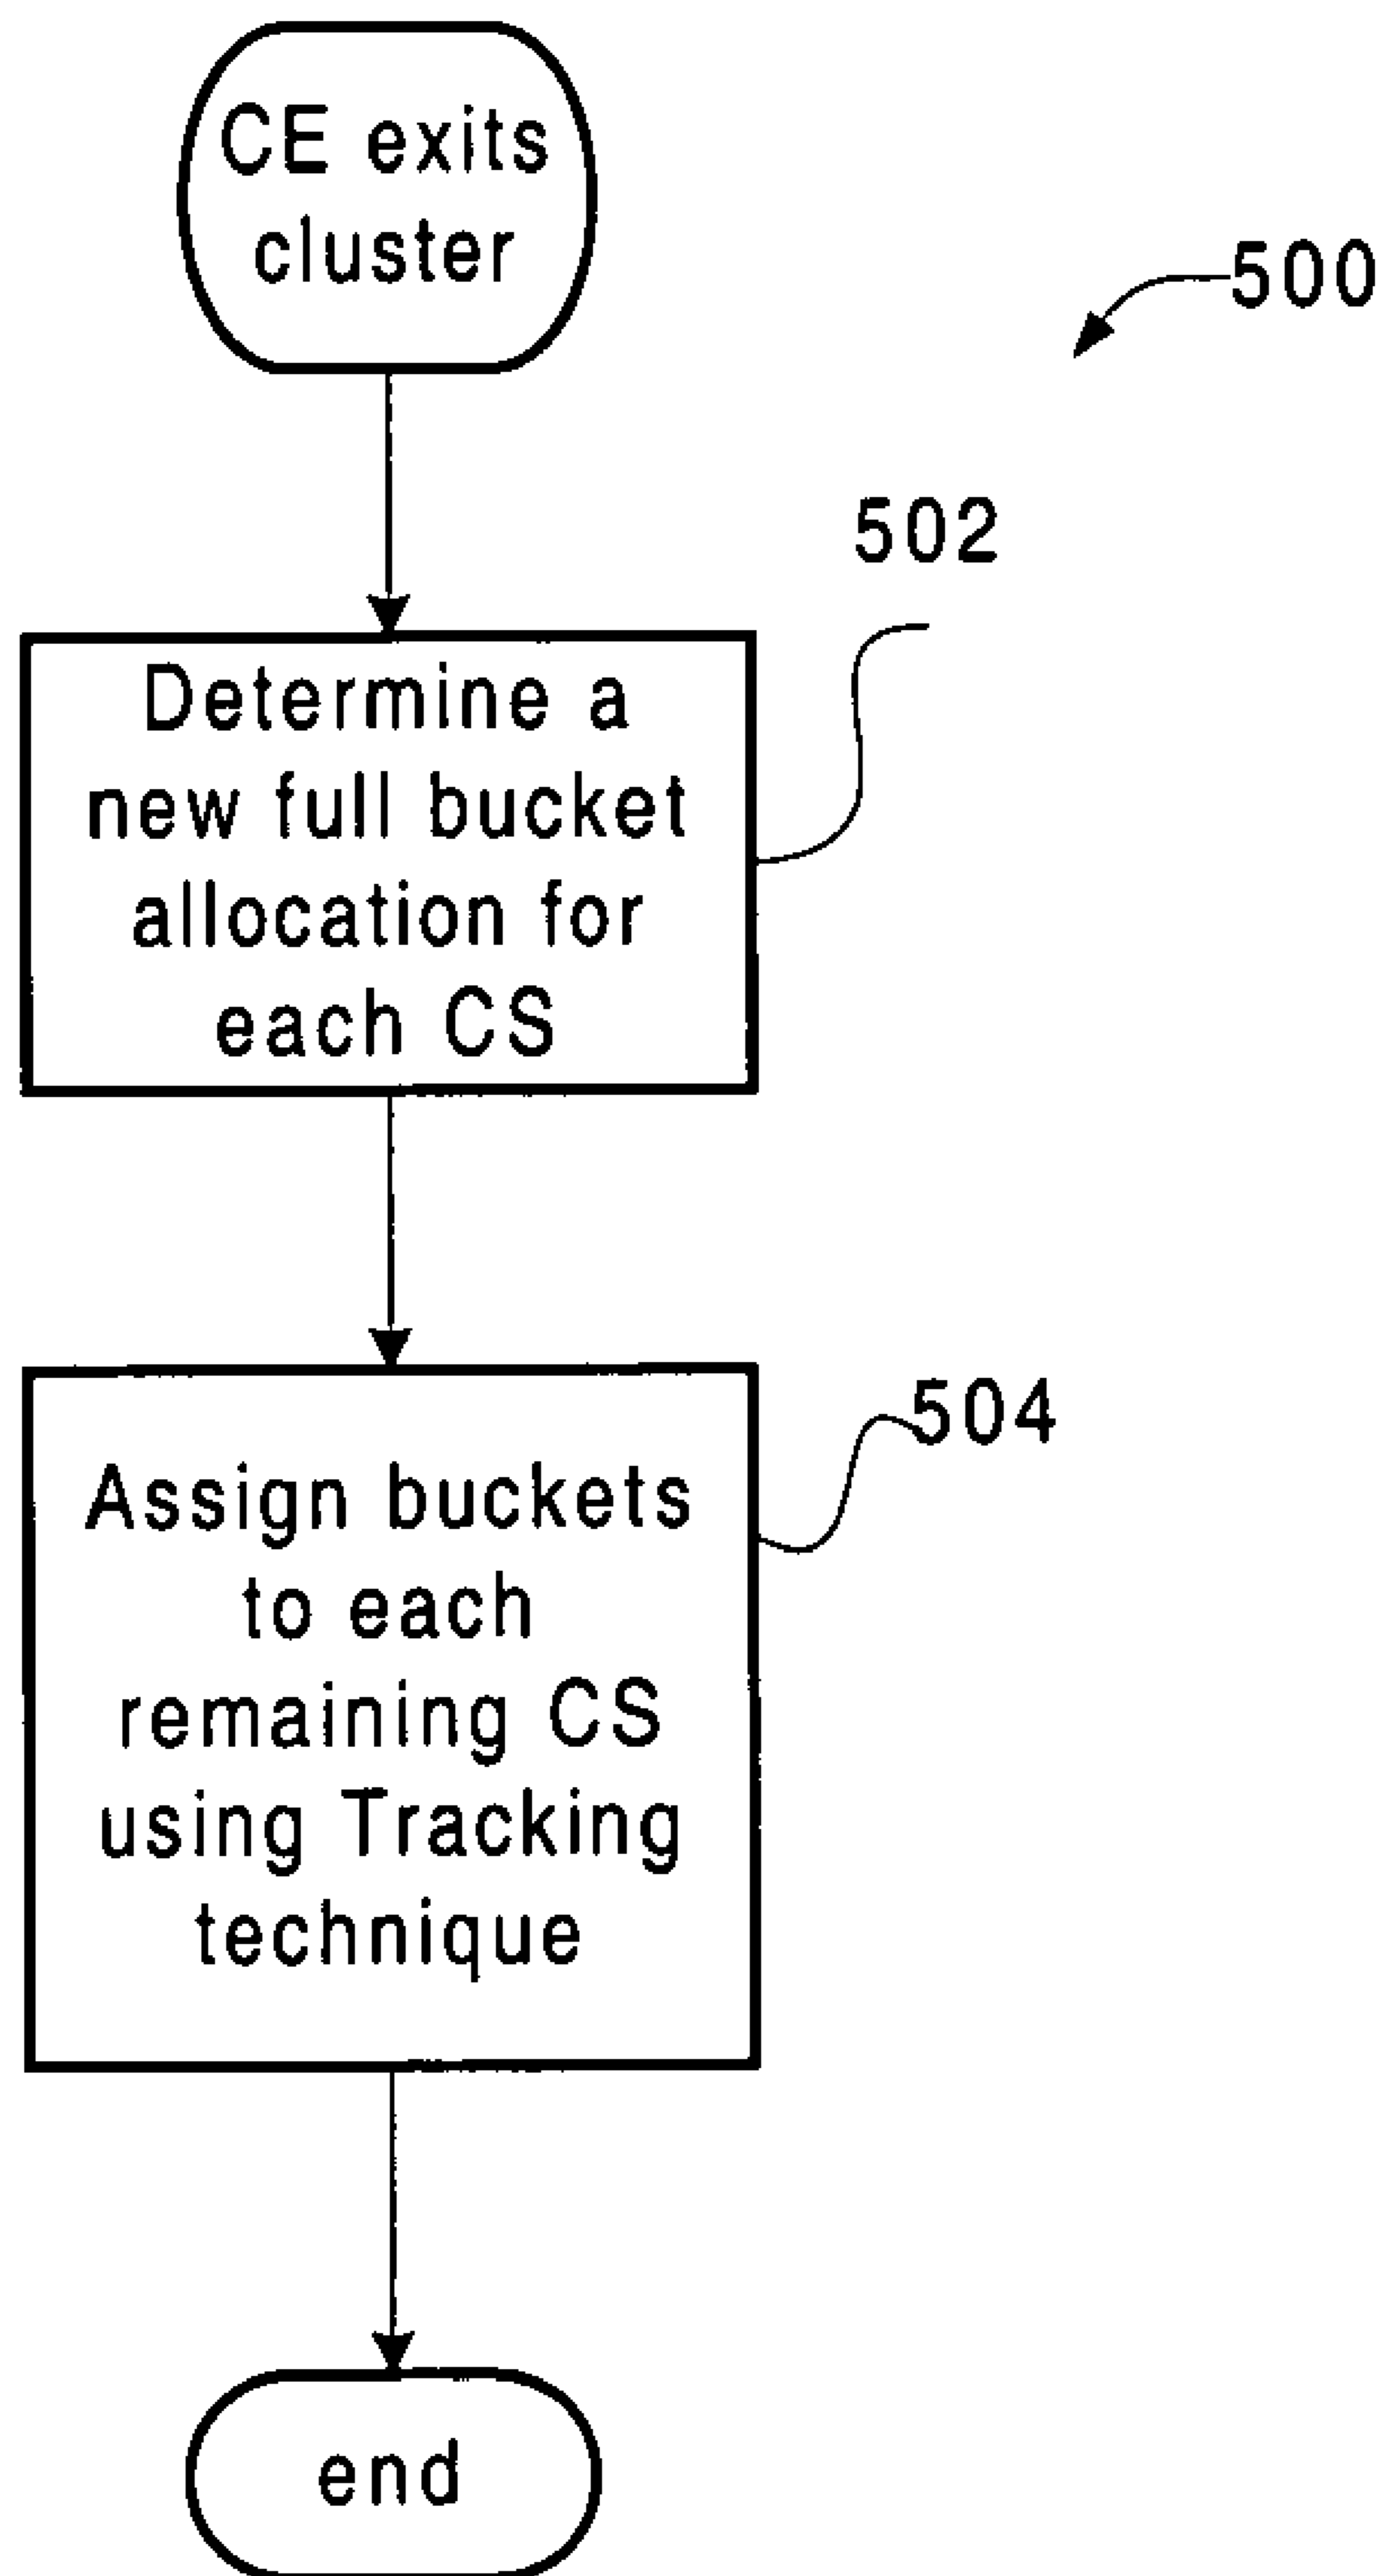 CE exits
cluster
500
502
Determine a
new full bucket
allocation for
each CS
504
Assign buckets
to each
remaining CS
using Tracking
technique
end